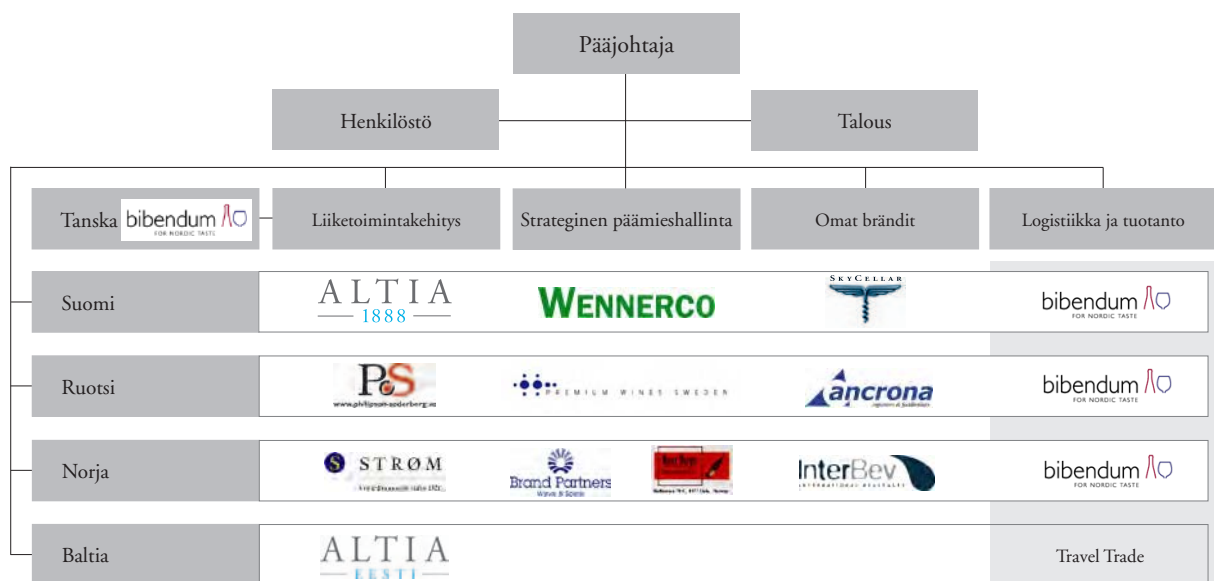 Pääjohtaja
Henkilöstö
Talous
Tanska
bibendum
FOR NORDIC TASTE
Liiketoimintakehitys
Strateginen päämieshallinta
Omat brändit
Logistiikka ja tuotanto
Suomi
ALTIA
1888
WENNERCO
SKYCELLAR
bibendum
FOR NORDIC TASTE
Ruotsi
P&S
www.philipson-soderberg.se
PREMIUM WINES SWEDEN
ancrona
bibendum
FOR NORDIC TASTE
Norja
S STRØM
Brand Partners
Wine & Spirits
InterBev
bibendum
FOR NORDIC TASTE
Baltia
ALTIA
EESTI
Travel Trade